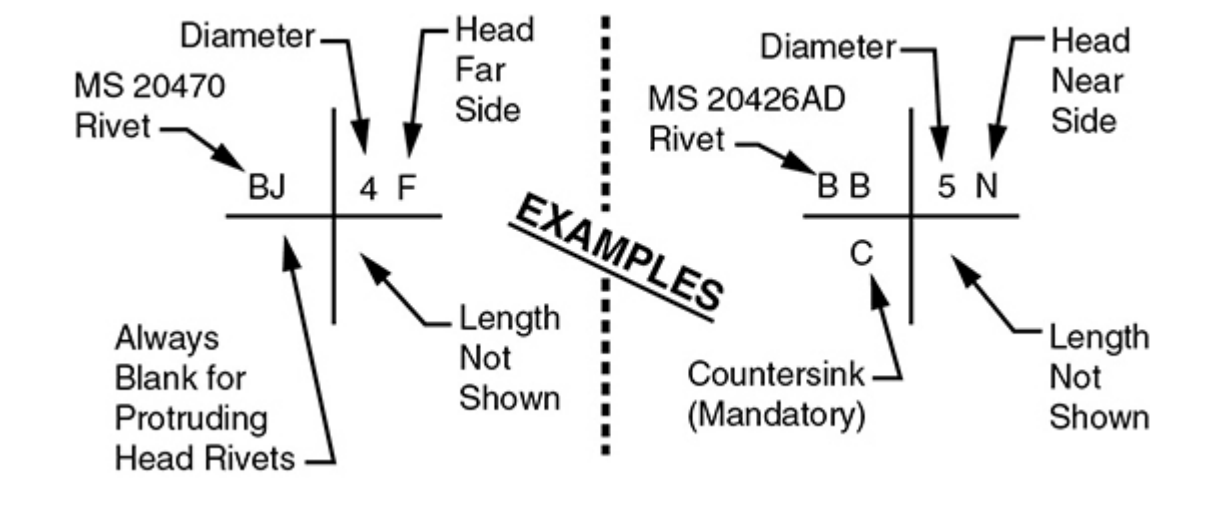 Diameter
Head
Far
Side
MS 20470
Rivet
BJ
4 F
Always
Blank for
Protruding
Head Rivets
Length
Not
Shown
EXAMPLES
Diameter
Head
Near
Side
MS 20426AD
Rivet
B B
5 N
C
Countersink
(Mandatory)
Length
Not
Shown